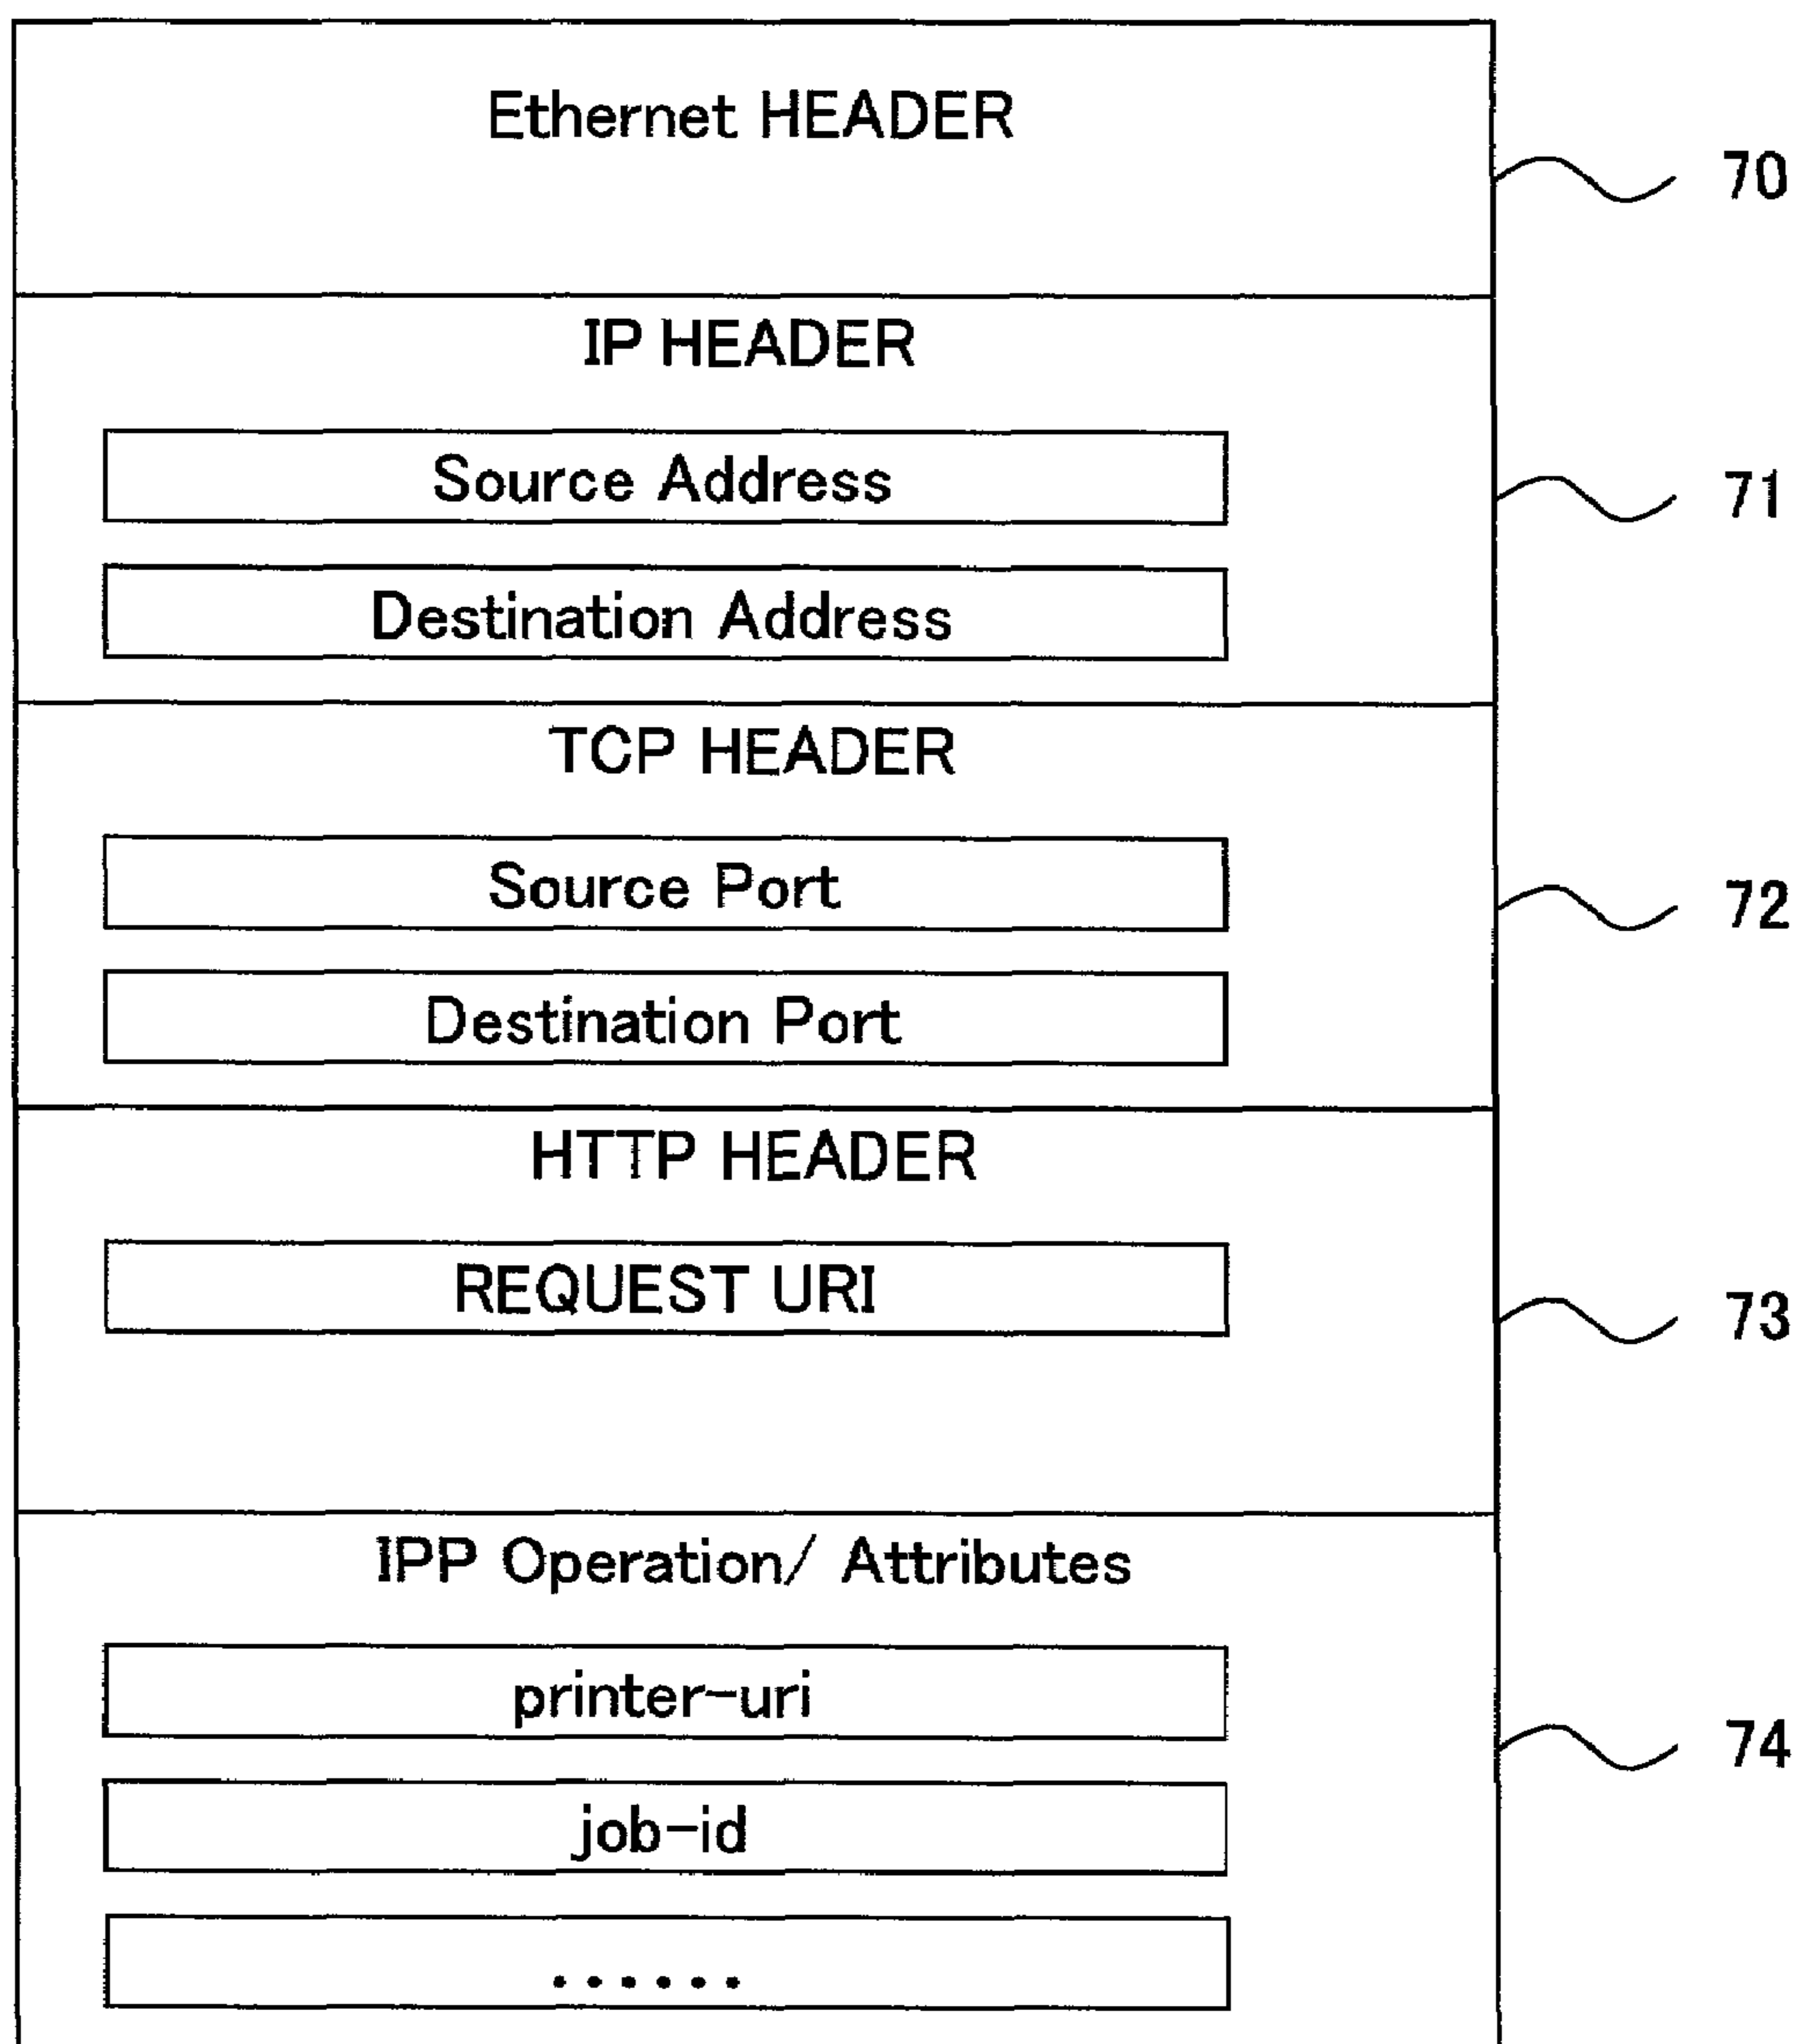 Ethernet HEADER
70
IP HEADER
Source Address
71
Destination Address
TCP HEADER
Source Port
72
Destination Port
HTTP HEADER
REQUEST URI
73
IPP Operation/ Attributes
printer-uri
74
job-id
......